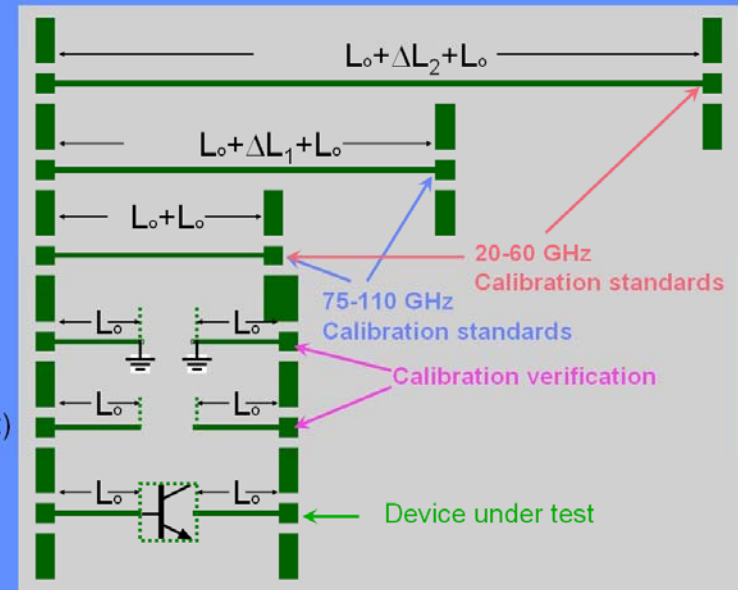 Lₒ+ΔL₂+Lₒ
Lₒ+ΔL₁+Lₒ
Lₒ+Lₒ
20-60 GHz
Calibration standards
75-110 GHz
Calibration standards
Lₒ Lₒ
Calibration verification
Lₒ Lₒ
)
Lₒ Lₒ
Device under test